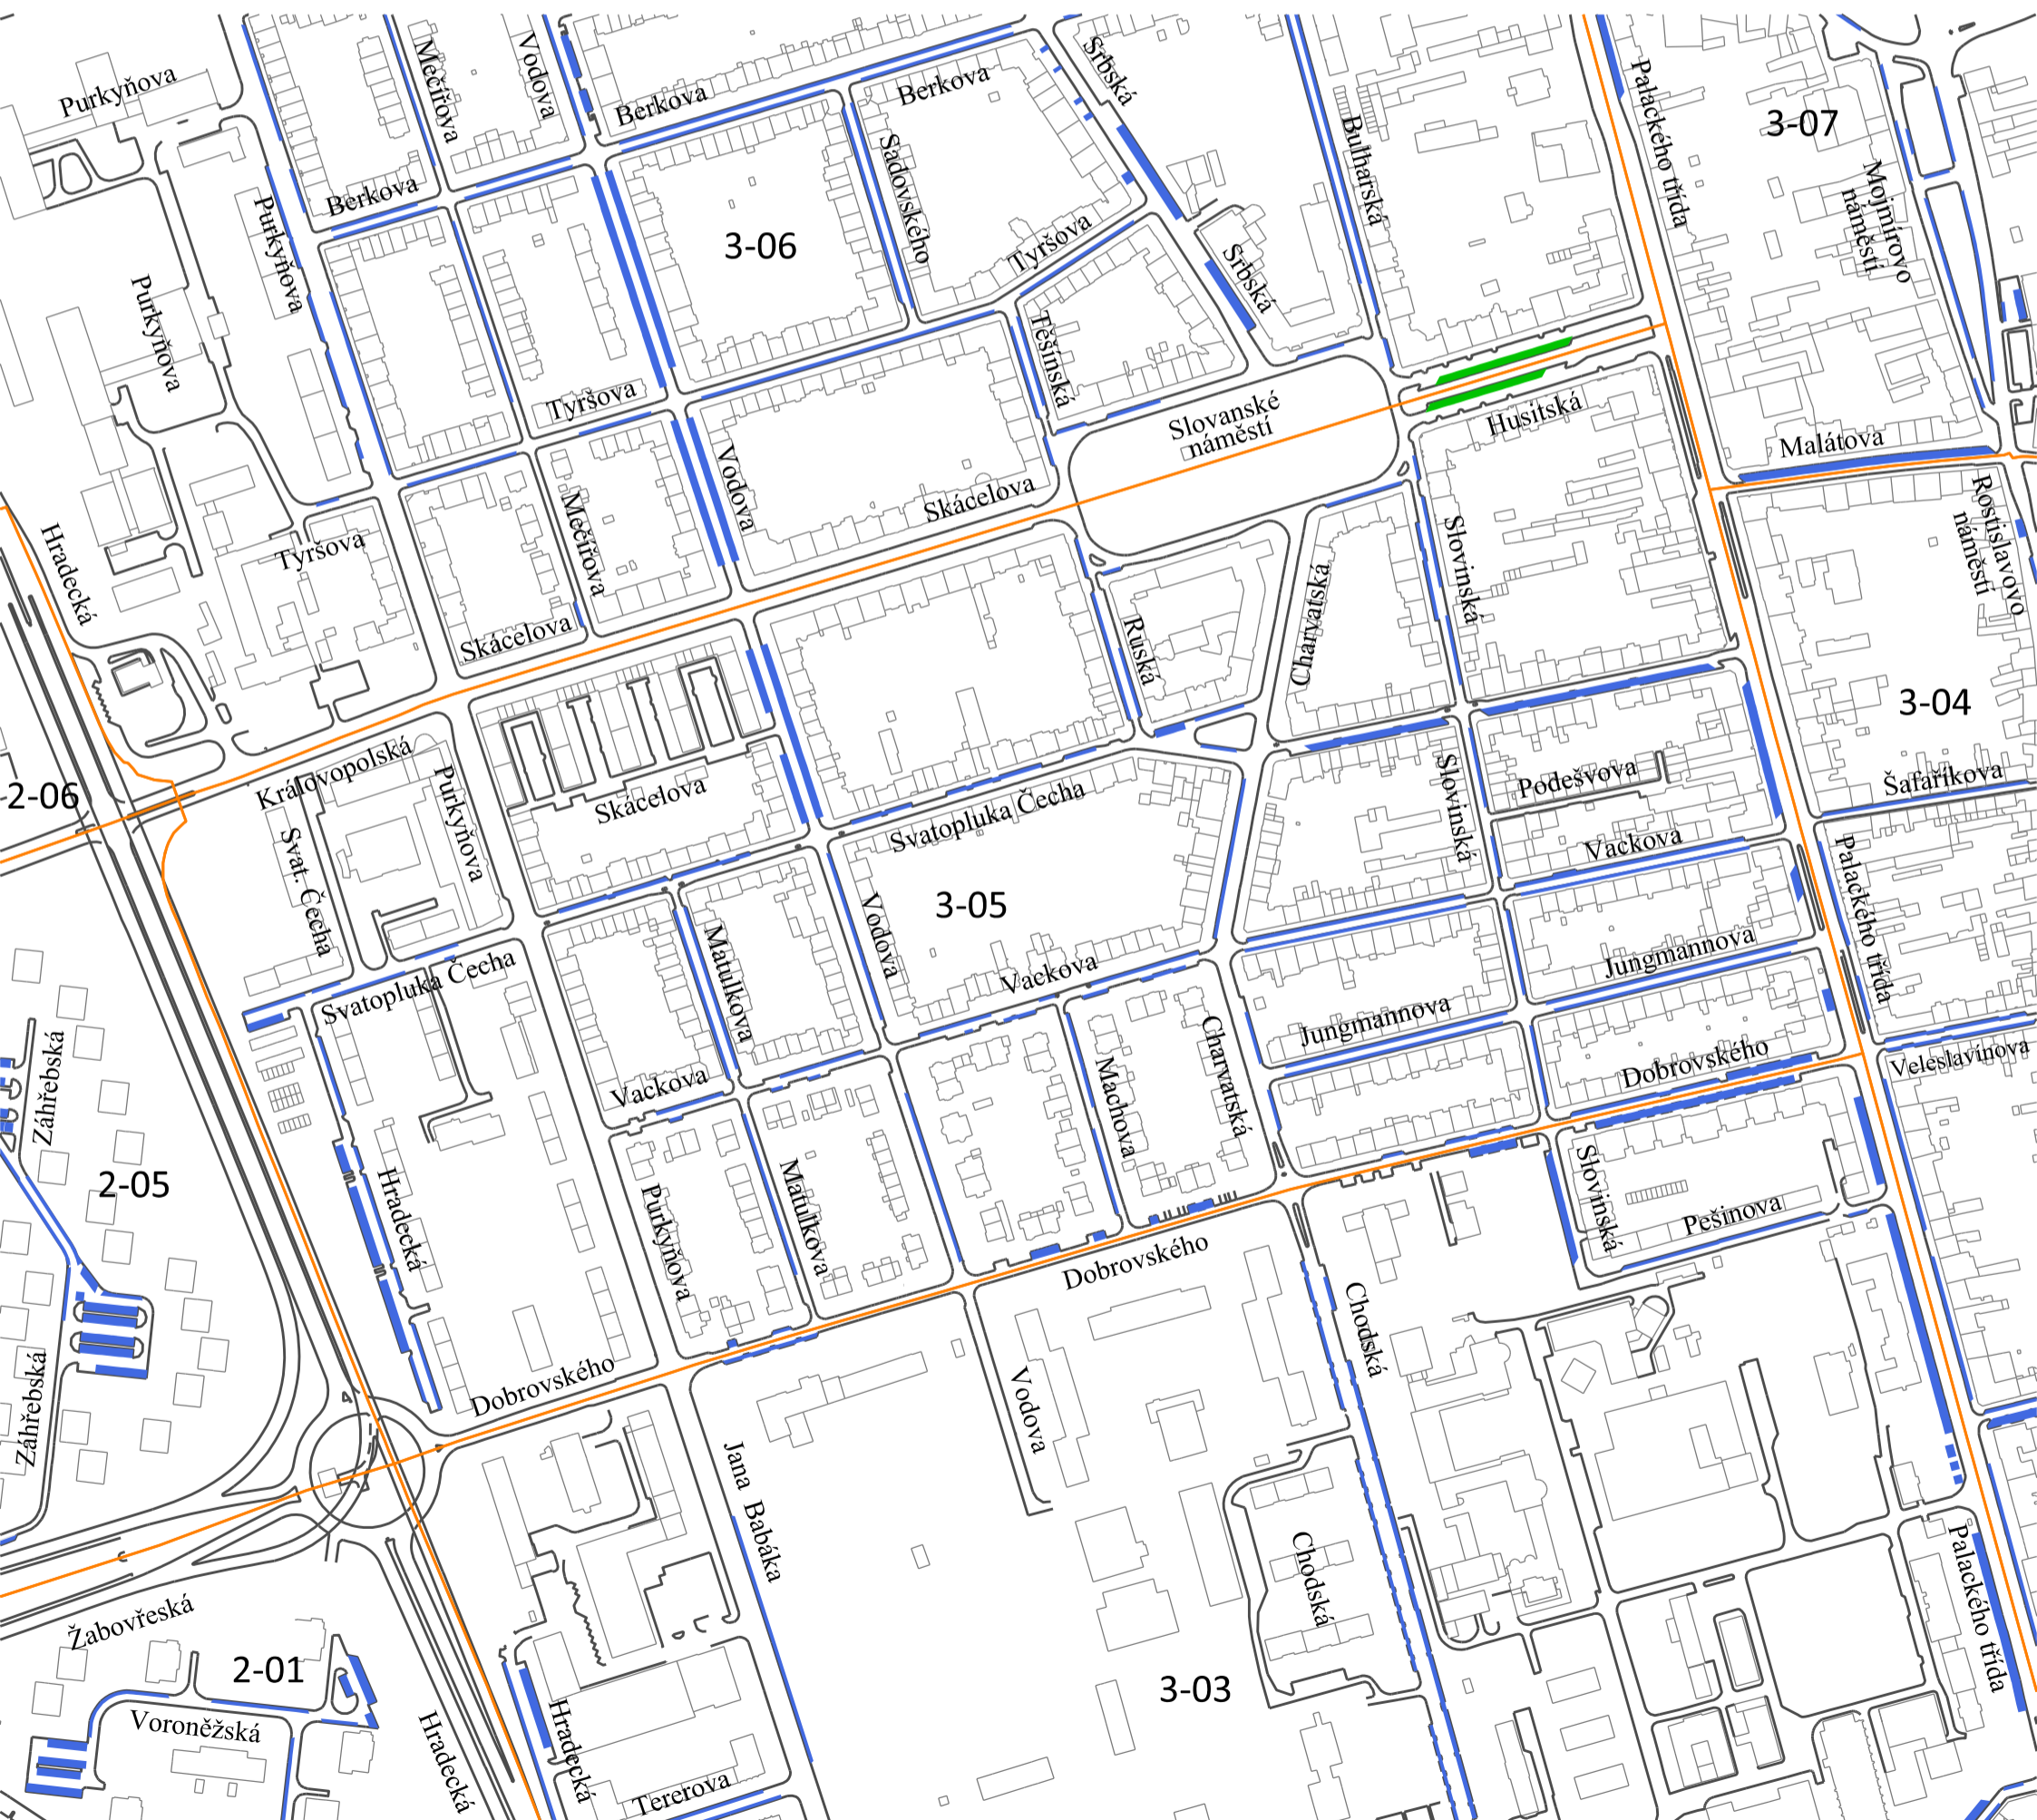 Purkyňova
Mečířova
Vodova
Berkova
Berkova
Srbská
Bulharská
Palackého třída
3-07
Mojmírovo
náměstí
Purkyňova
Berkova
Sadovského
3-06
Tyršova
Srbská
Purkyňova
Těšínská
Tyršova
Slovanské
náměstí
Husitská
Malátova
Rostislavovo
náměstí
Hradecká
Tyršova
Mečířova
Vodova
Skácelova
Slovinská
Charvatská
Ruská
Skácelova
3-04
2-06
Královopolská
Purkyňova
Skácelova
Svatopluka Čecha
Slovinská
Podešvova
Šafaříkova
Vackova
Svat. Čecha
Palackého třída
3-05
Vodova
Matulkova
Vackova
Jungmannova
Svatopluka Čecha
Jungmannova
Charvatská
Záhřebská
Vackova
Machova
Dobrovského
Veleslavínova
2-05
Hradecká
Purkyňova
Matulkova
Slovinská
Pešinova
Dobrovského
Chodská
Záhřebská
Dobrovského
Vodova
Jana Babáka
Chodská
Palackého třída
Žabovřeská
2-01
3-03
Voroněžská
Hradecká
Hradecká
Tererova